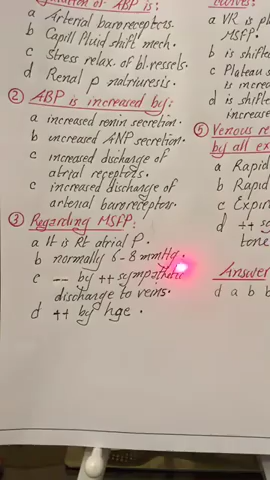 of ABP is:
a Arterial baroreceptors.
b Capill fluid shift mech.
c Stress relax. of bl. vessels.
d Renal p natriuresis.
② ABP is increased by:
a increased renin secretion.
b increased ANP secretion.
c increased discharge of
atrial receptors.
c increased discharge of
arterial baroreceptors.
③ Regarding MSFP:
a It is Rt atrial P.
b normally 6-8 mmHg.
c -- by ++ sympathetic
discharge to veins.
d ++ by hge.
a VR is
MSFP.
b is shifted
c Plateau
is increa
d is shifte
increase
⑤ Venous re
by all ex
a Rapid
b Rapid
c Expir
d ++ s
tone
Answer
d a b b